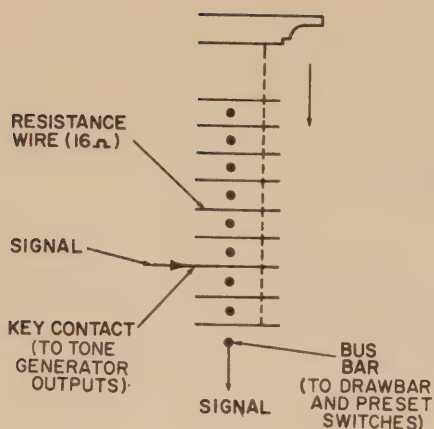 RESISTANCE
WIRE (16Ω)
SIGNAL
KEY CONTACT
(TO TONE
GENERATOR
OUTPUTS)
SIGNAL
BUS
BAR
(TO DRAWBAR
AND PRESET
SWITCHES)